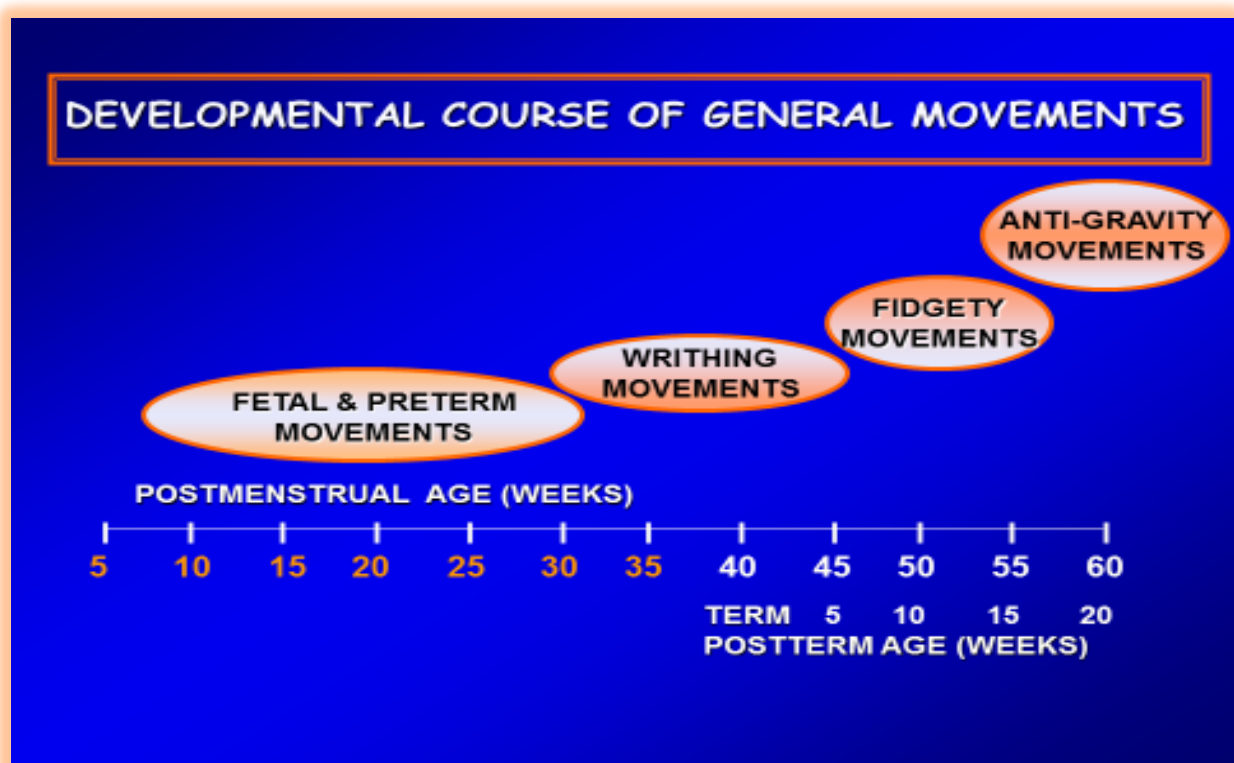 DEVELOPMENTAL COURSE OF GENERAL MOVEMENTS
ANTI-GRAVITY
MOVEMENTS
FIDGETY
MOVEMENTS
WRITHING
MOVEMENTS
FETAL & PRETERM
MOVEMENTS
POSTMENSTRUAL AGE (WEEKS)
5 10 15 20 25 30 35 40 45 50 55 60
TERM 5 10 15 20
POSTTERM AGE (WEEKS)